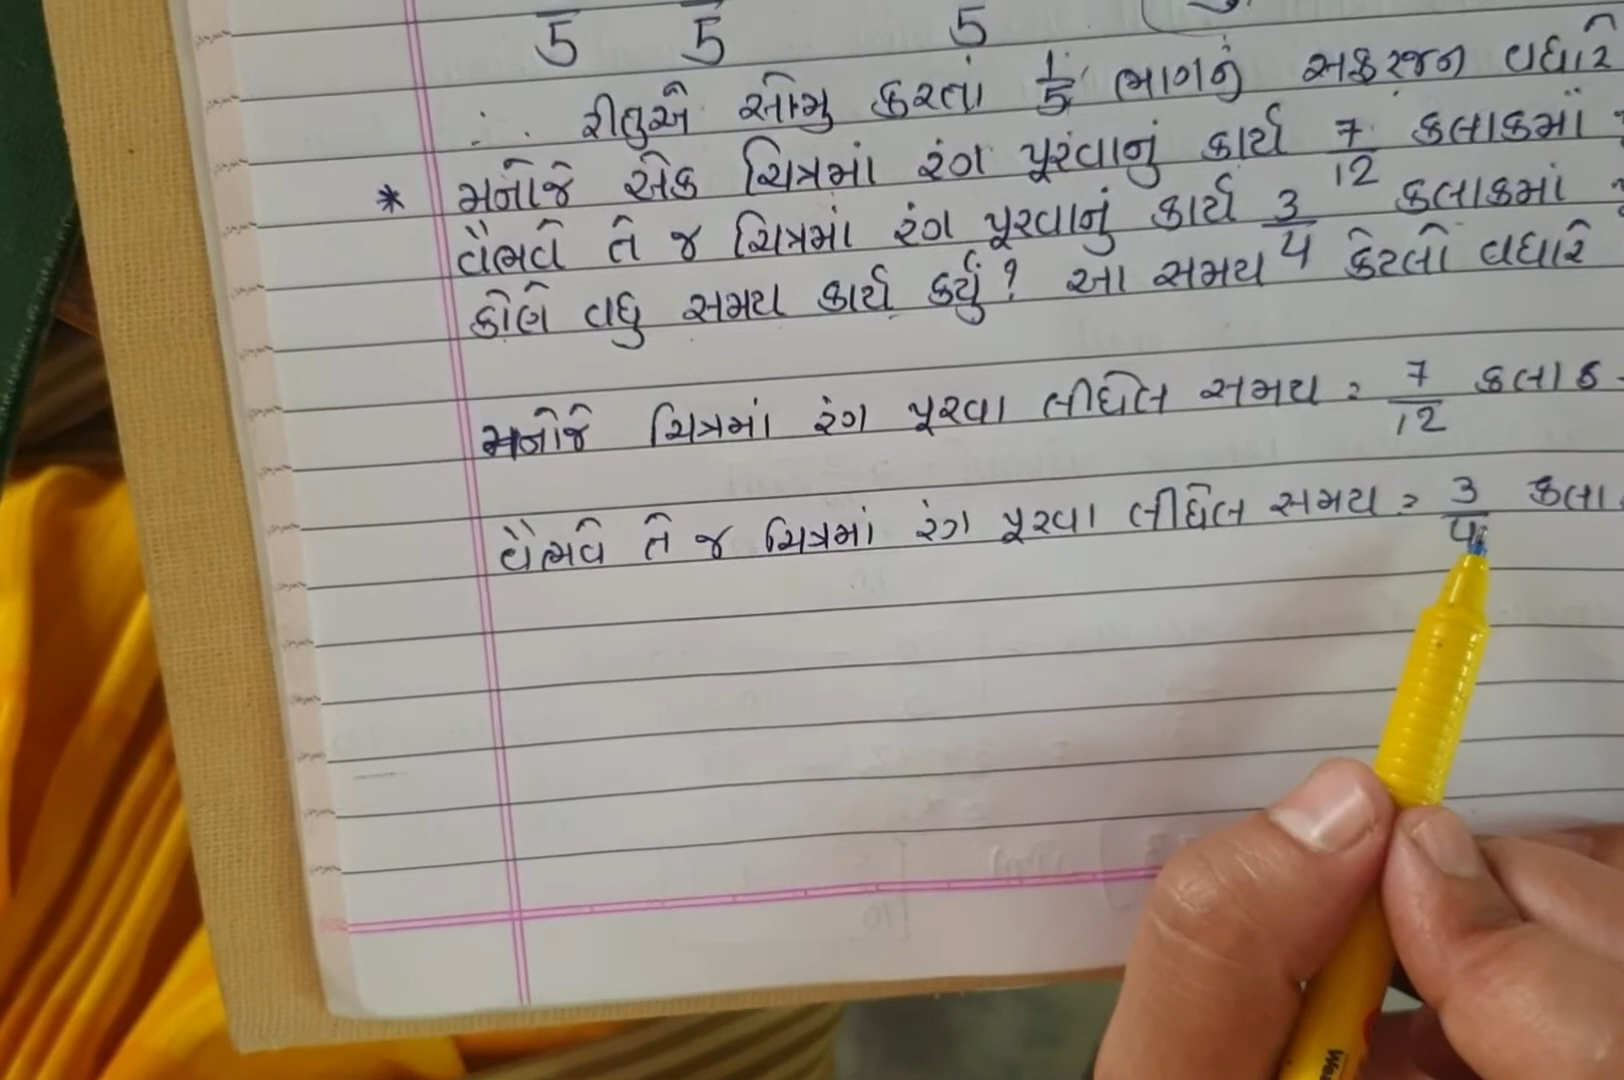 5 5 5
∴ રીતુએ સોમુ કરતાં 1/5 ભાગનું સફરજન વધારે
* મનોજે એક ચિત્રમાં રંગ પૂરવાનું કાર્ય 7/12 કલાકમાં
વૈભવે તે જ ચિત્રમાં રંગ પૂરવાનું કાર્ય 3/4 કલાકમાં
કોણે વધુ સમય કાર્ય કર્યું? આ સમય કેટલો વધારે
મનોજે ચિત્રમાં રંગ પૂરવા લીધેલ સમય = 7/12 કલાક
વૈભવે તે જ ચિત્રમાં રંગ પૂરવા લીધેલ સમય = 3/4 કલા